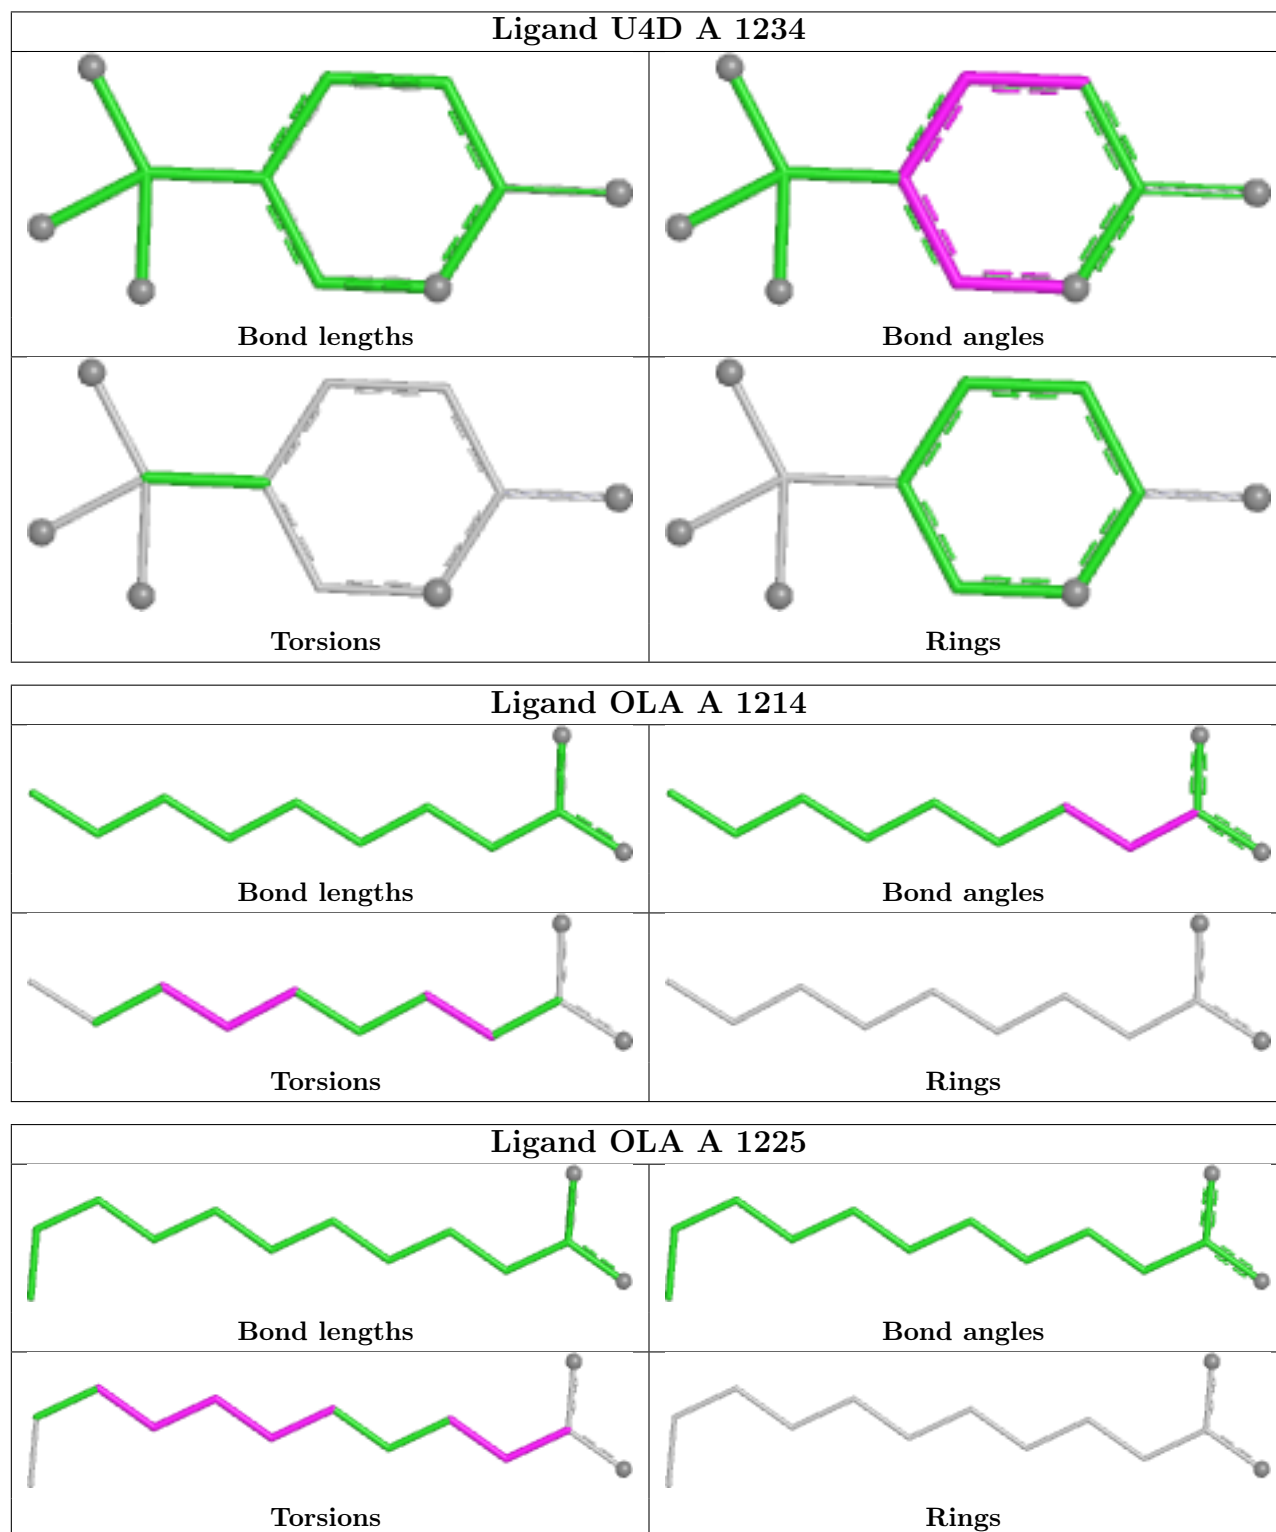 Ligand U4D A 1234
Bond lengths
Bond angles
Torsions
Rings
Ligand OLA A 1214
Bond lengths
Bond angles
Torsions
Rings
Ligand OLA A 1225
Bond lengths
Bond angles
Torsions
Rings